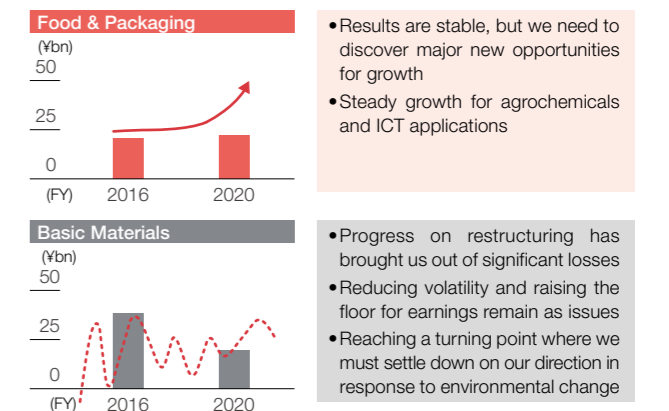 Food & Packaging
(¥bn)
50
25
0
(FY)
2016
2020
• Results are stable, but we need to
discover major new opportunities
for growth
• Steady growth for agrochemicals
and ICT applications
Basic Materials
(¥bn)
50
25
0
(FY)
2016
2020
• Progress on restructuring has
brought us out of significant losses
• Reducing volatility and raising the
floor for earnings remain as issues
• Reaching a turning point where we
must settle down on our direction in
response to environmental change